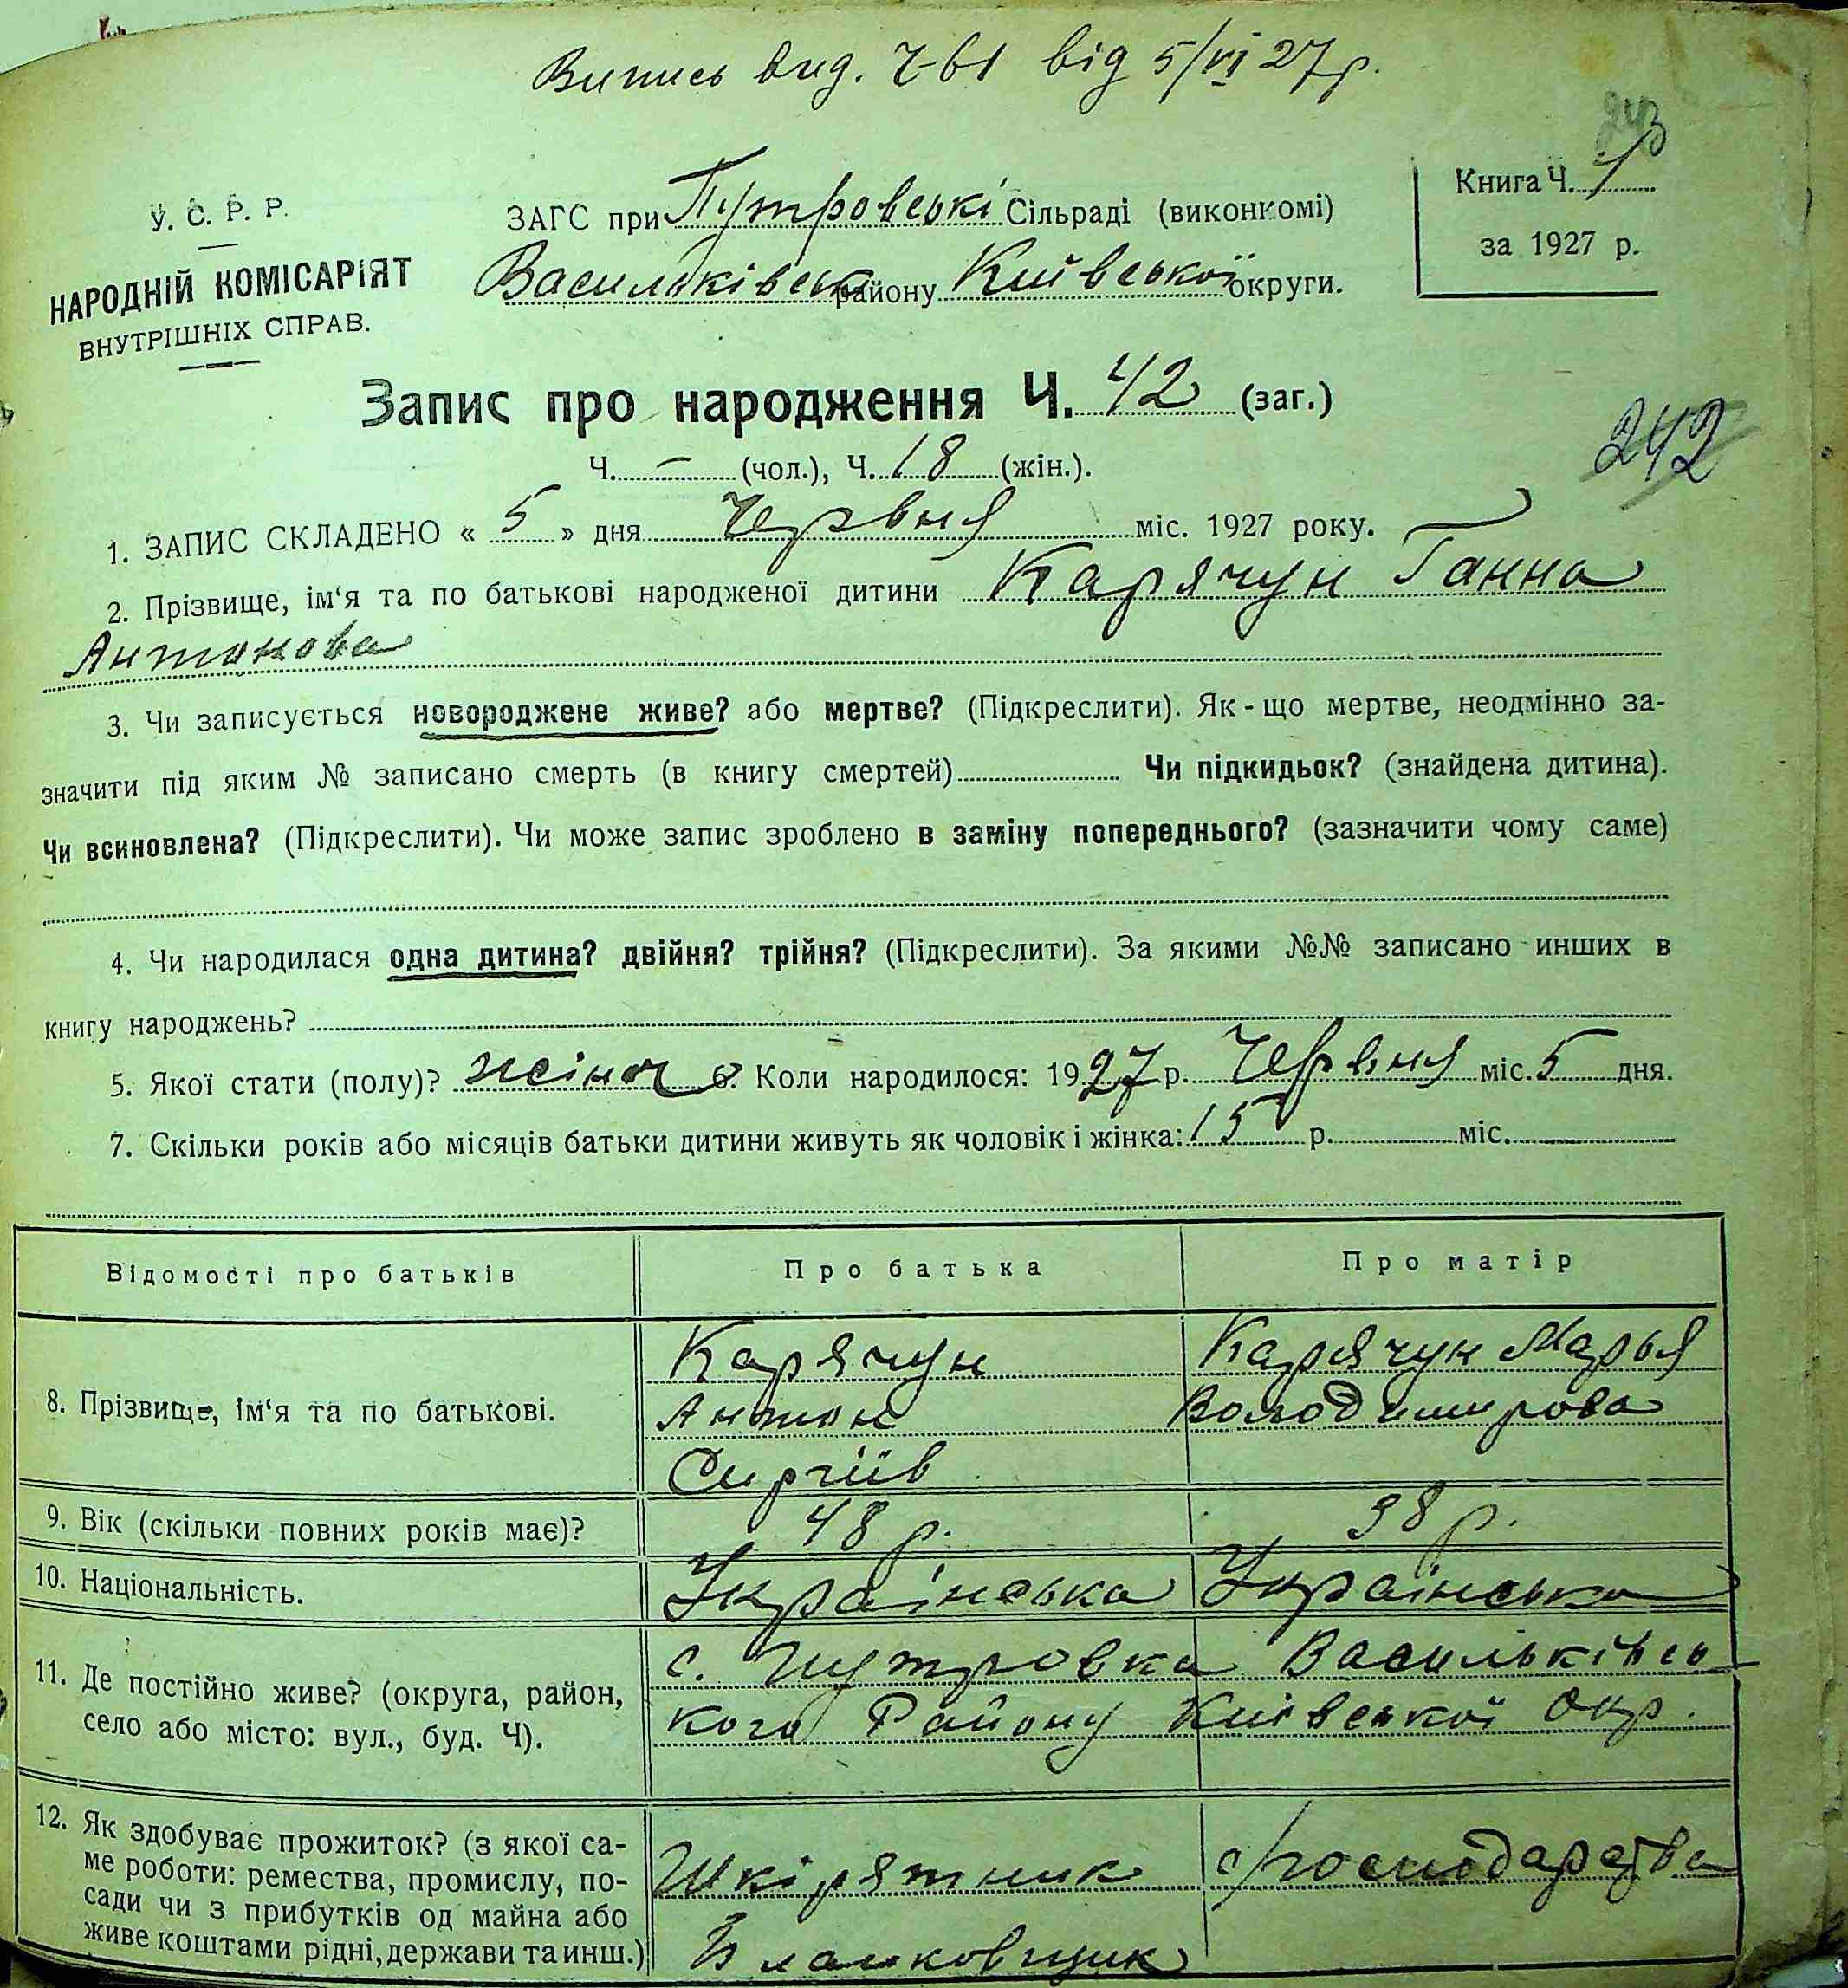 Випись вид. Ч-61 від 5/VI 27 р.
243
У. С. Р. Р.
НАРОДНІЙ КОМІСАРІЯТ
ВНУТРІШНІХ СПРАВ.
ЗАГС при Путровські Сільраді (виконкомі)
Васильківськ району Київської округи.
Книга Ч. 1
за 1927 р.
Запис про народження Ч. 42 (заг.)
242
Ч. – (чол.), Ч. 18 (жін.).
1. ЗАПИС СКЛАДЕНО « 5 » дня Червня міс. 1927 року.
2. Прізвище, ім‘я та по батькові народженої дитини Карячун Ганна
Антонова
3. Чи записується новороджене живе? або мертве? (Підкреслити). Як-що мертве, неодмінно за-
значити під яким № записано смерть (в книгу смертей) Чи підкидьок? (знайдена дитина).
Чи всиновлена? (Підкреслити). Чи може запис зроблено в заміну попереднього? (зазначити чому саме)
4. Чи народилася одна дитина? двійня? трійня? (Підкреслити). За якими №№ записано инших в
книгу народжень?
5. Якої стати (полу)? жіноч 6. Коли народилося: 1927 р. Червня міс. 5 дня.
7. Скільки років або місяців батьки дитини живуть як чоловік і жінка: 15 р. міс.
Відомості про батьків Про батька Про матір
8. Прізвище, ім‘я та по батькові.
Карячун
Антон
Сиргіїв
Карячун Марья
Володимирова
9. Вік (скільки повних років має)? 48 р. 38 р.
10. Національність. Українська Українська
11. Де постійно живе? (округа, район,
село або місто: вул., буд. Ч).
с. Путровка Васильківсь
кого Району Київської Окр.
12. Як здобуває прожиток? (з якої са-
ме роботи: ремества, промислу, по-
сади чи з прибутків од майна або
живе коштами рідні, держави та инш.)
Шкірятник
господарства